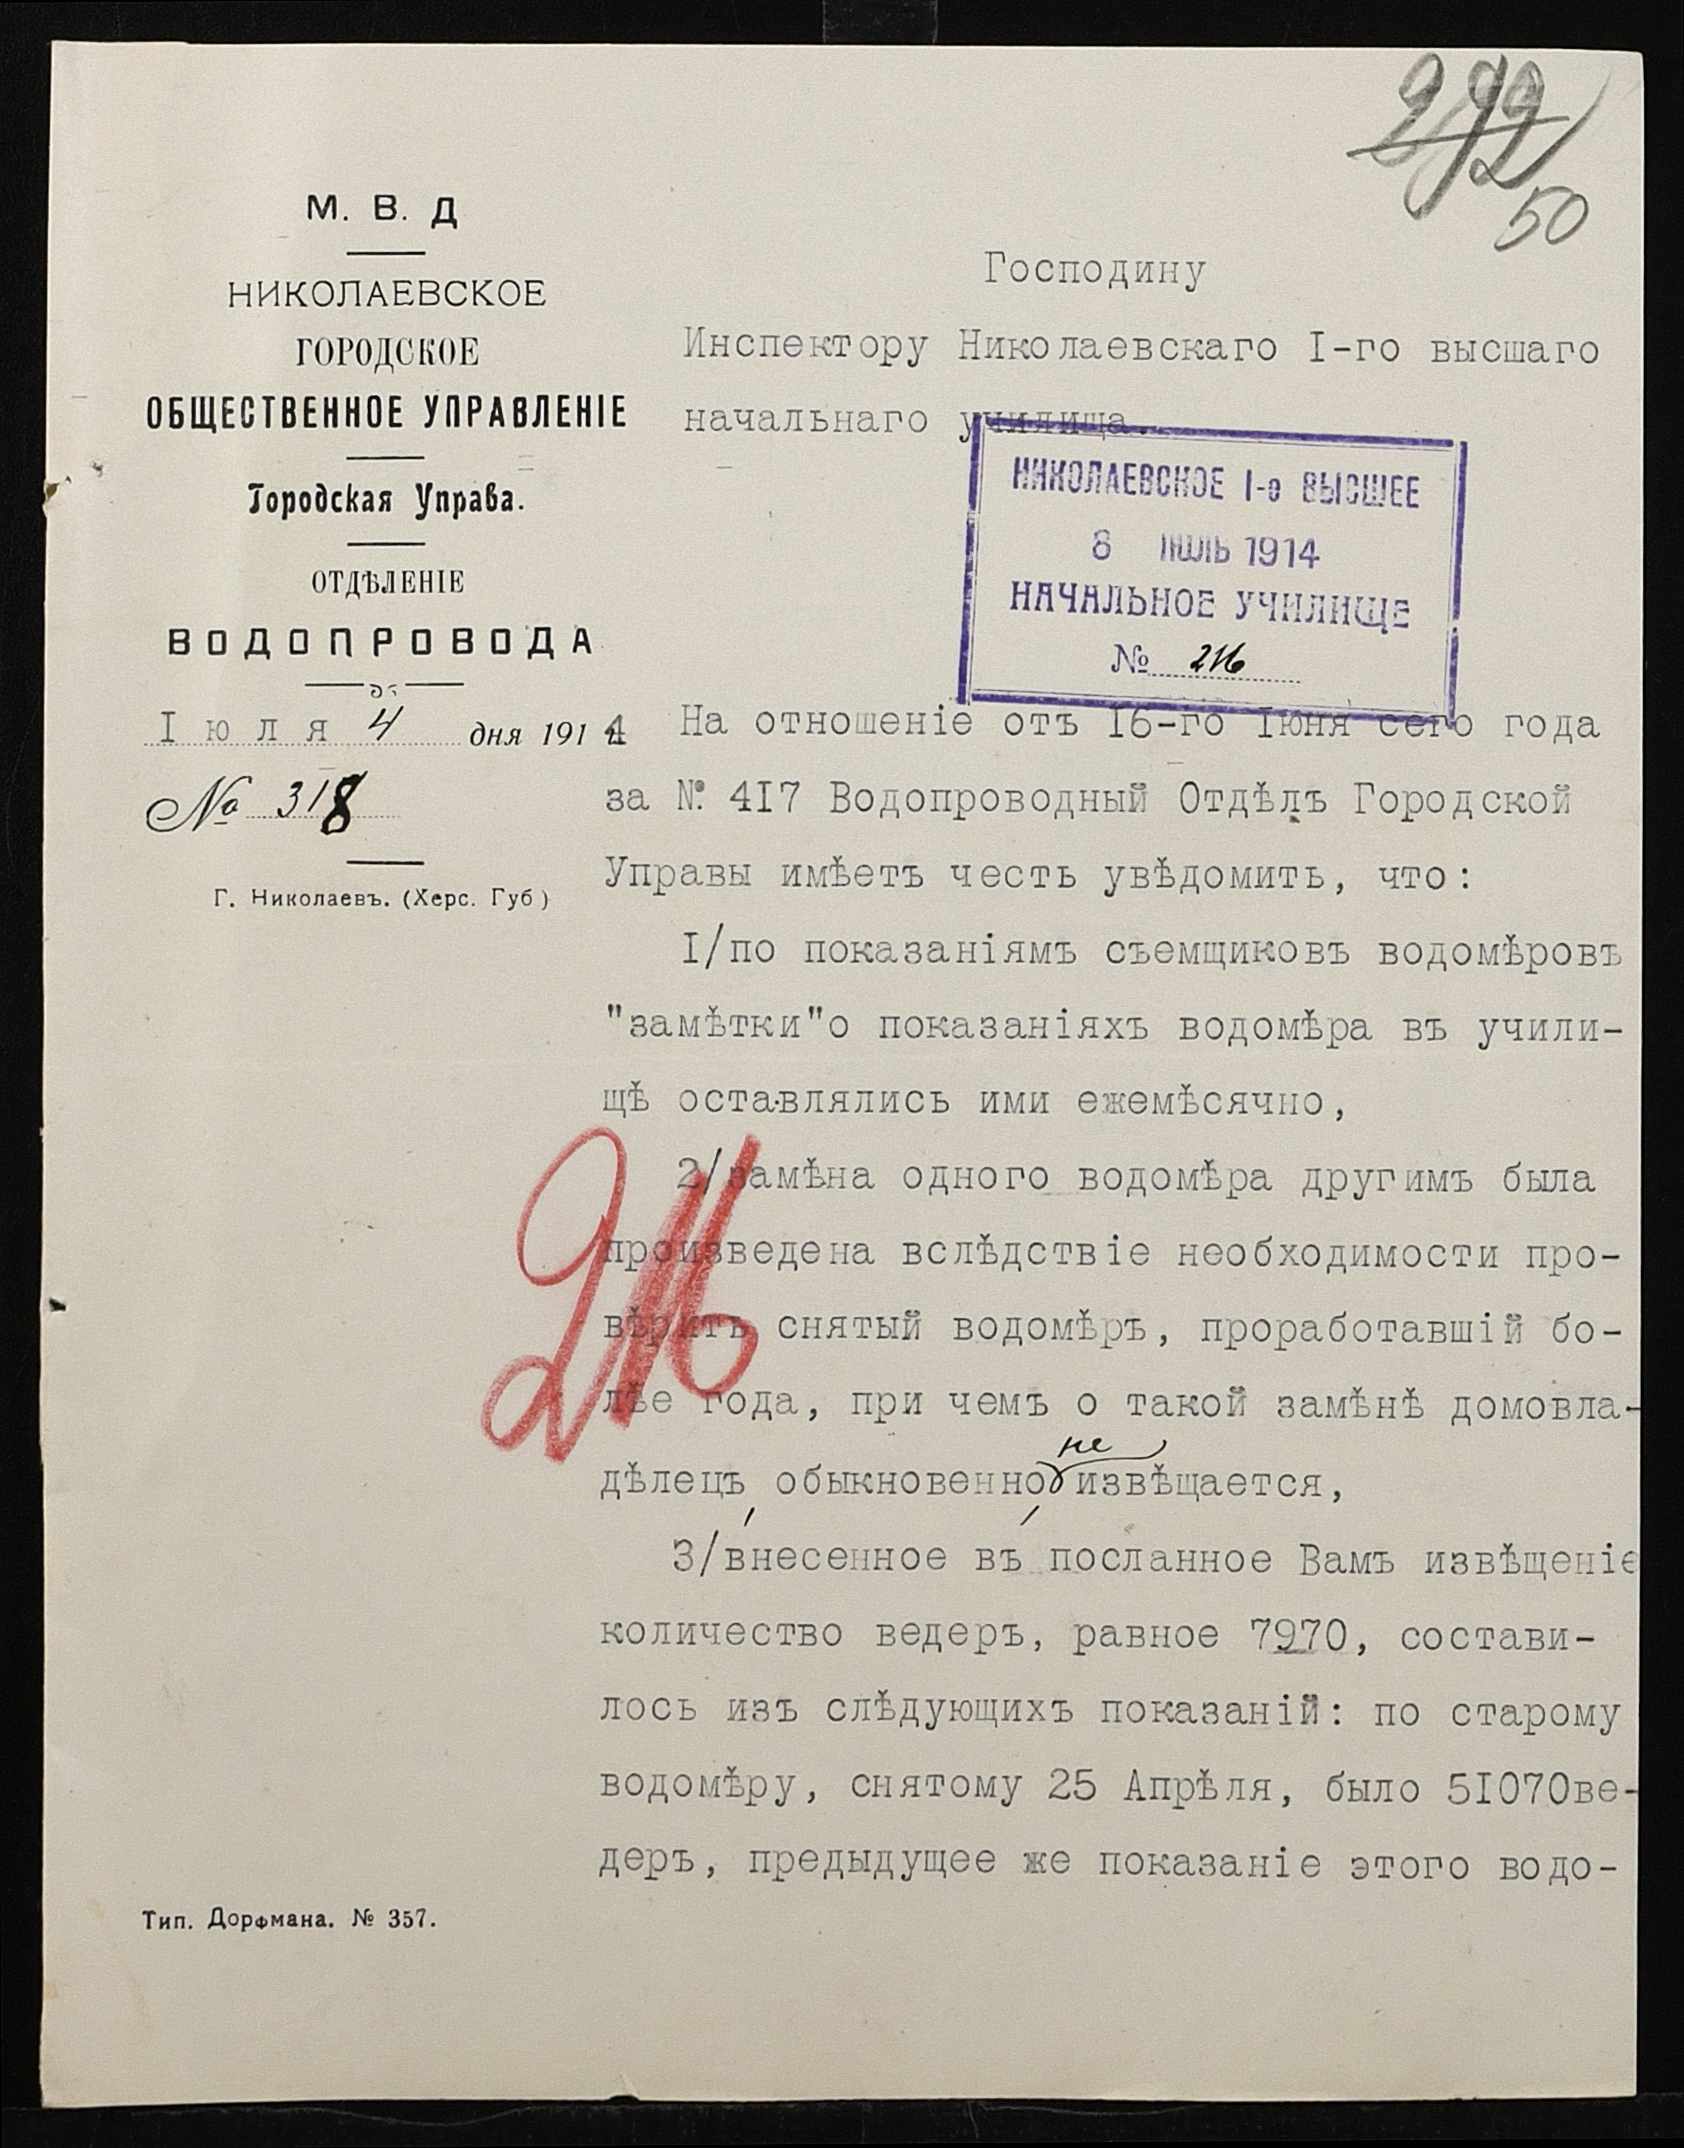 292
50
М. В. Д
НИКОЛАЕВСКОЕ
ГОРОДСКОЕ
ОБЩЕСТВЕННОЕ УПРАВЛЕНІЕ
Городская Управа.
ОТДѢЛЕНІЕ
ВОДОПРОВОДА
Іюля 4 дня 1914
№ 318
Г. Николаевъ. (Херс. Губ)
Господину
Инспектору Николаевскаго I-го высшаго
начальнаго училища.
НИКОЛАЕВСКОЕ I-е ВЫСШЕЕ
8 ІЮЛЬ 1914
НАЧАЛЬНОЕ УЧИЛИЩЕ
№ 216
На отношеніе отъ I6-го Іюня сего года
за № 4I7 Водопроводный Отдѣлъ Городской
Управы имѣетъ честь увѣдомить, что:
I/по показаніямъ съемщиковъ водомѣровъ
"замѣтки"о показаніяхъ водомѣра въ учили-
щѣ оставлялись ими ежемѣсячно,
2/замѣна одного водомѣра другимъ была
произведена вслѣдствіе необходимости про-
вѣрить снятый водомѣръ, проработавшій бо-
лѣе года, при чемъ о такой замѣнѣ домовла-
дѣлецъ, обыкновенно, не извѣщается,
3/внесенное въ посланное Вамъ извѣщеніе
количество ведеръ, равное 7970, состави-
лось изъ слѣдующихъ показаній: по старому
водомѣру, снятому 25 Апрѣля, было 5I070ве-
деръ, предыдущее же показаніе этого водо-
216
Тип. Дорфмана. № 357.